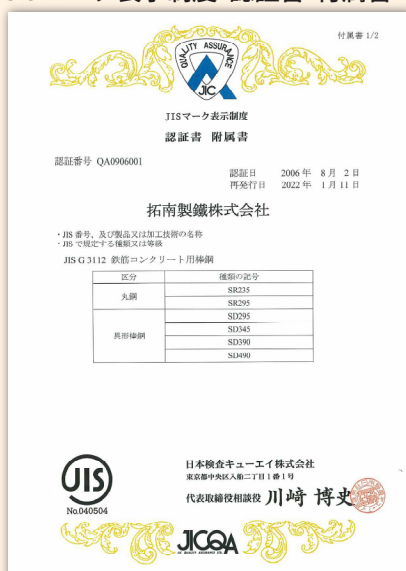 付属書 1/2
QUALITY ASSURANCE
JIC
JISマーク表示制度
認証書 附属書
認証番号 QA0906001
認証日 2006年 8月 2日
再発行日 2022年 1月11日
拓南製鐵株式会社
・JIS 番号、及び製品又は加工技術の名称
・JIS で規定する種類又は等級
JIS G 3112 鉄筋コンクリート用棒鋼
区分 種類の記号
丸鋼 SR235
SR295
異形棒鋼 SD295
SD345
SD390
SD490
JIS
No.040504
日本検査キューエイ株式会社
東京都中央区入船二丁目1番1号
代表取締役相談役 川﨑 博史
JICQA